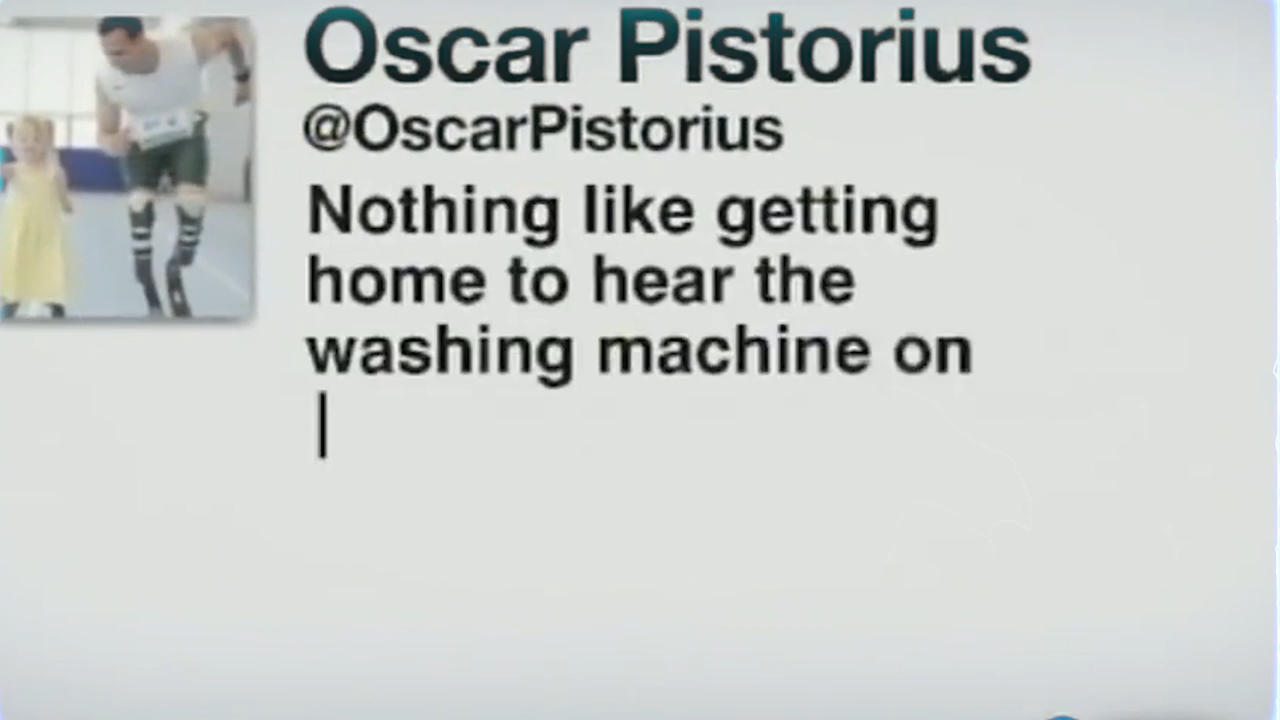 Oscar Pistorius
@OscarPistorius
Nothing like getting
home to hear the
washing machine on